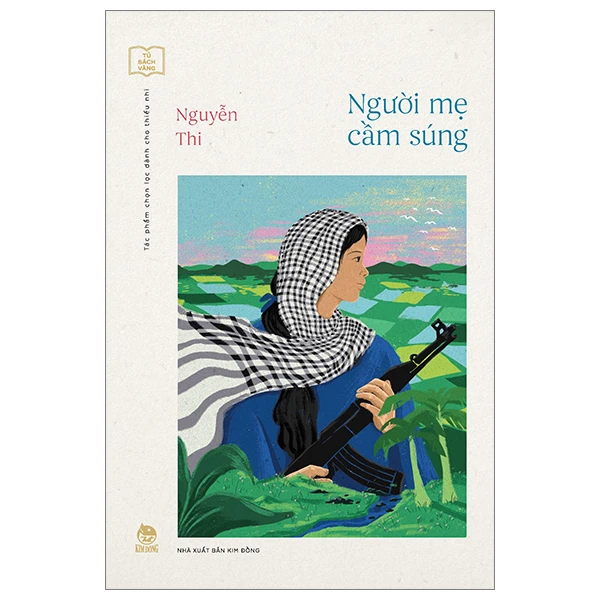 TỦ
SÁCH
VÀNG
Tác phẩm chọn lọc dành cho thiếu nhi
Nguyễn
Thi
Người mẹ
cầm súng
KIM ĐỒNG
NHÀ XUẤT BẢN KIM ĐỒNG